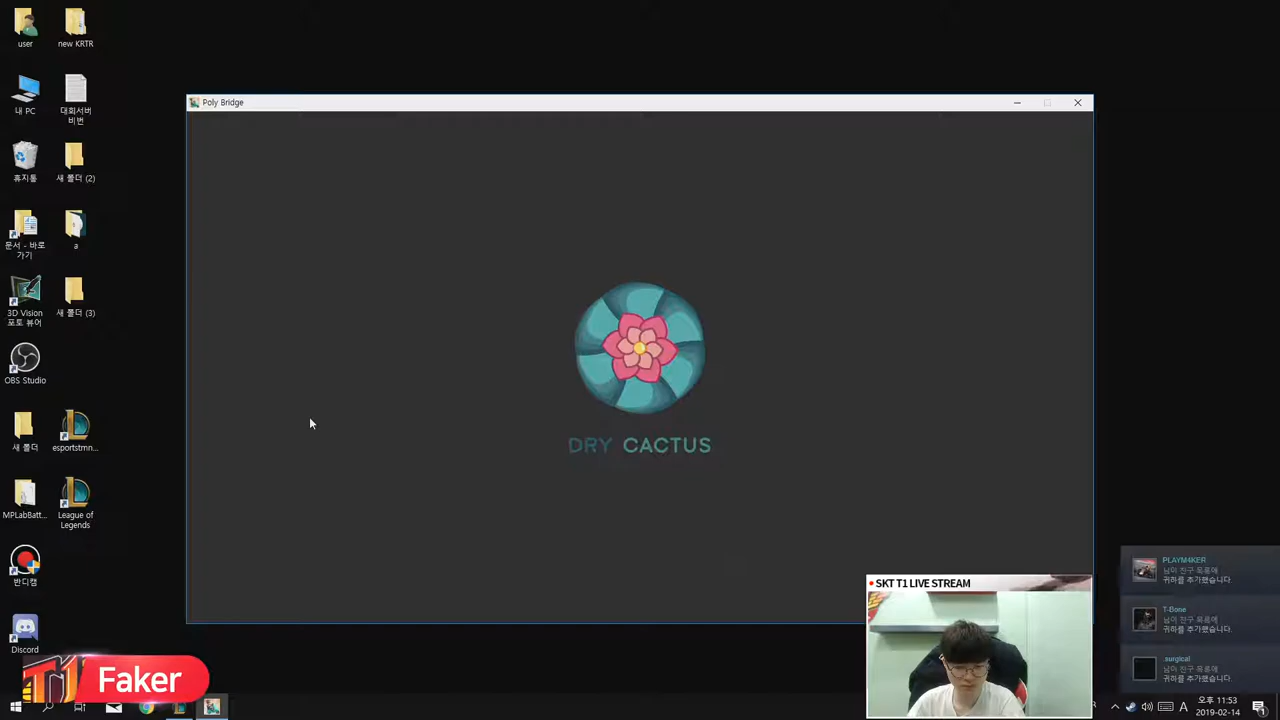 user
new KRTR
내 PC
대회서버
비번
휴지통
새 폴더 (2)
문서 - 바로
가기
a
3D Vision
포토 뷰어
새 폴더 (3)
OBS Studio
새 폴더
esportstmn...
MPLabBatt...
League of
Legends
반디캠
Discord
Poly Bridge
DRY CACTUS
SKT T1 LIVE STREAM
PLAYM4KER
님이 친구 목록에
귀하를 추가했습니다.
T-Bone
님이 친구 목록에
귀하를 추가했습니다.
.surgical
님이 친구 목록에
귀하를 추가했습니다.
T1
Faker
A
오후 11:53
2019-02-14
1